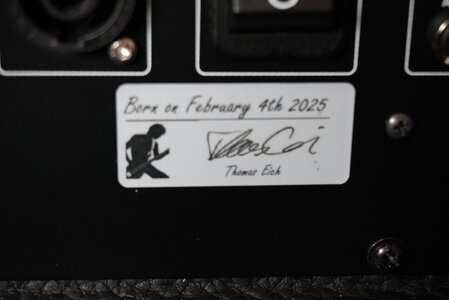 Born on February 4th 2025
Thomas Eich